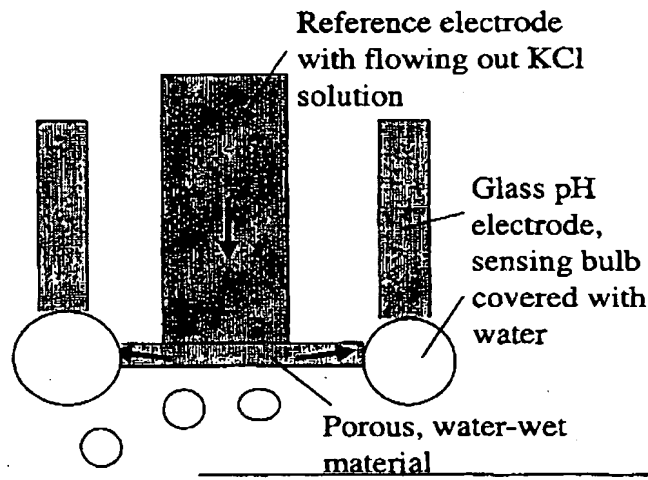 Reference electrode
with flowing out KCl
solution
Glass pH
electrode,
sensing bulb
covered with
water
Porous, water-wet
material